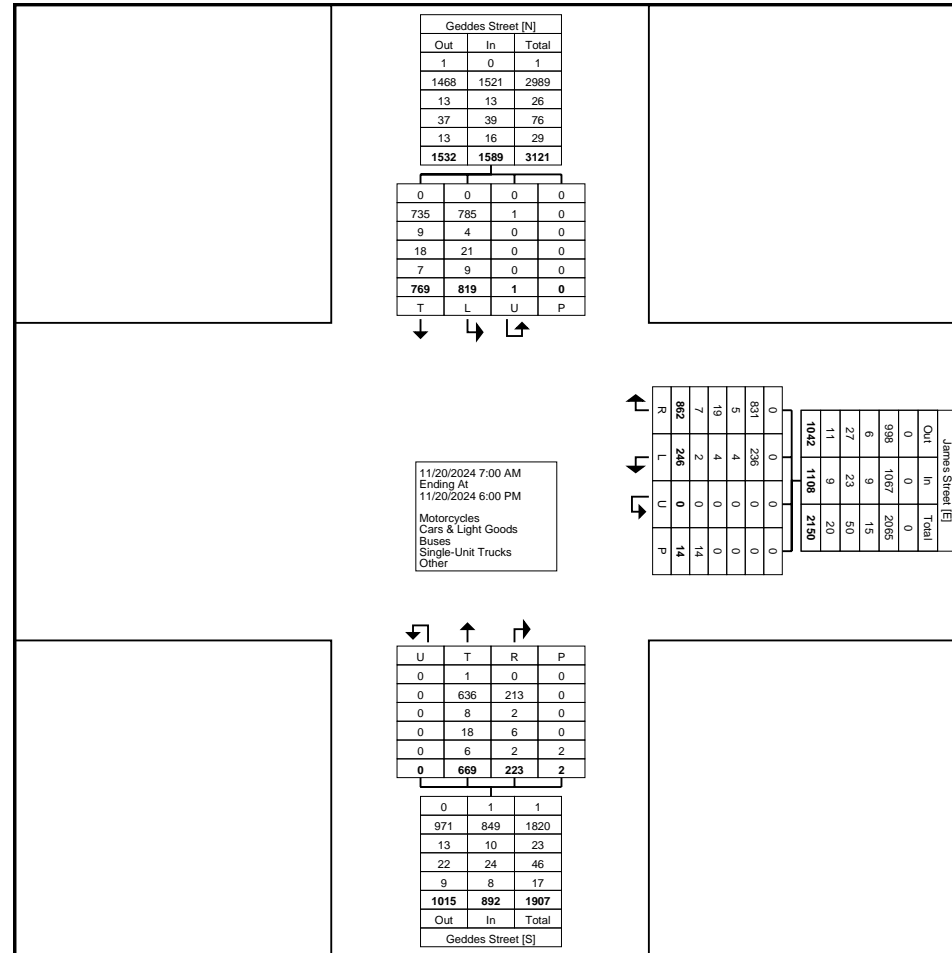 Geddes Street [N]
Out In Total
1 0 1
1468 1521 2989
13 13 26
37 39 76
13 16 29
1532 1589 3121
0 0 0 0
735 785 1 0
9 4 0 0
18 21 0 0
7 9 0 0
769 819 1 0
T L U P
James Street [E]
Out In Total
0 0 0
998 1067 2065
6 9 15
27 23 50
11 9 20
1042 1108 2150
0 0 0 0
831 236 0 0
5 4 0 0
19 4 0 0
7 2 0 14
862 246 0 14
R L U P
11/20/2024 7:00 AM
Ending At
11/20/2024 6:00 PM
Motorcycles
Cars & Light Goods
Buses
Single-Unit Trucks
Other
U T R P
0 1 0 0
0 636 213 0
0 8 2 0
0 18 6 0
0 6 2 2
0 669 223 2
0 1 1
971 849 1820
13 10 23
22 24 46
9 8 17
1015 892 1907
Out In Total
Geddes Street [S]